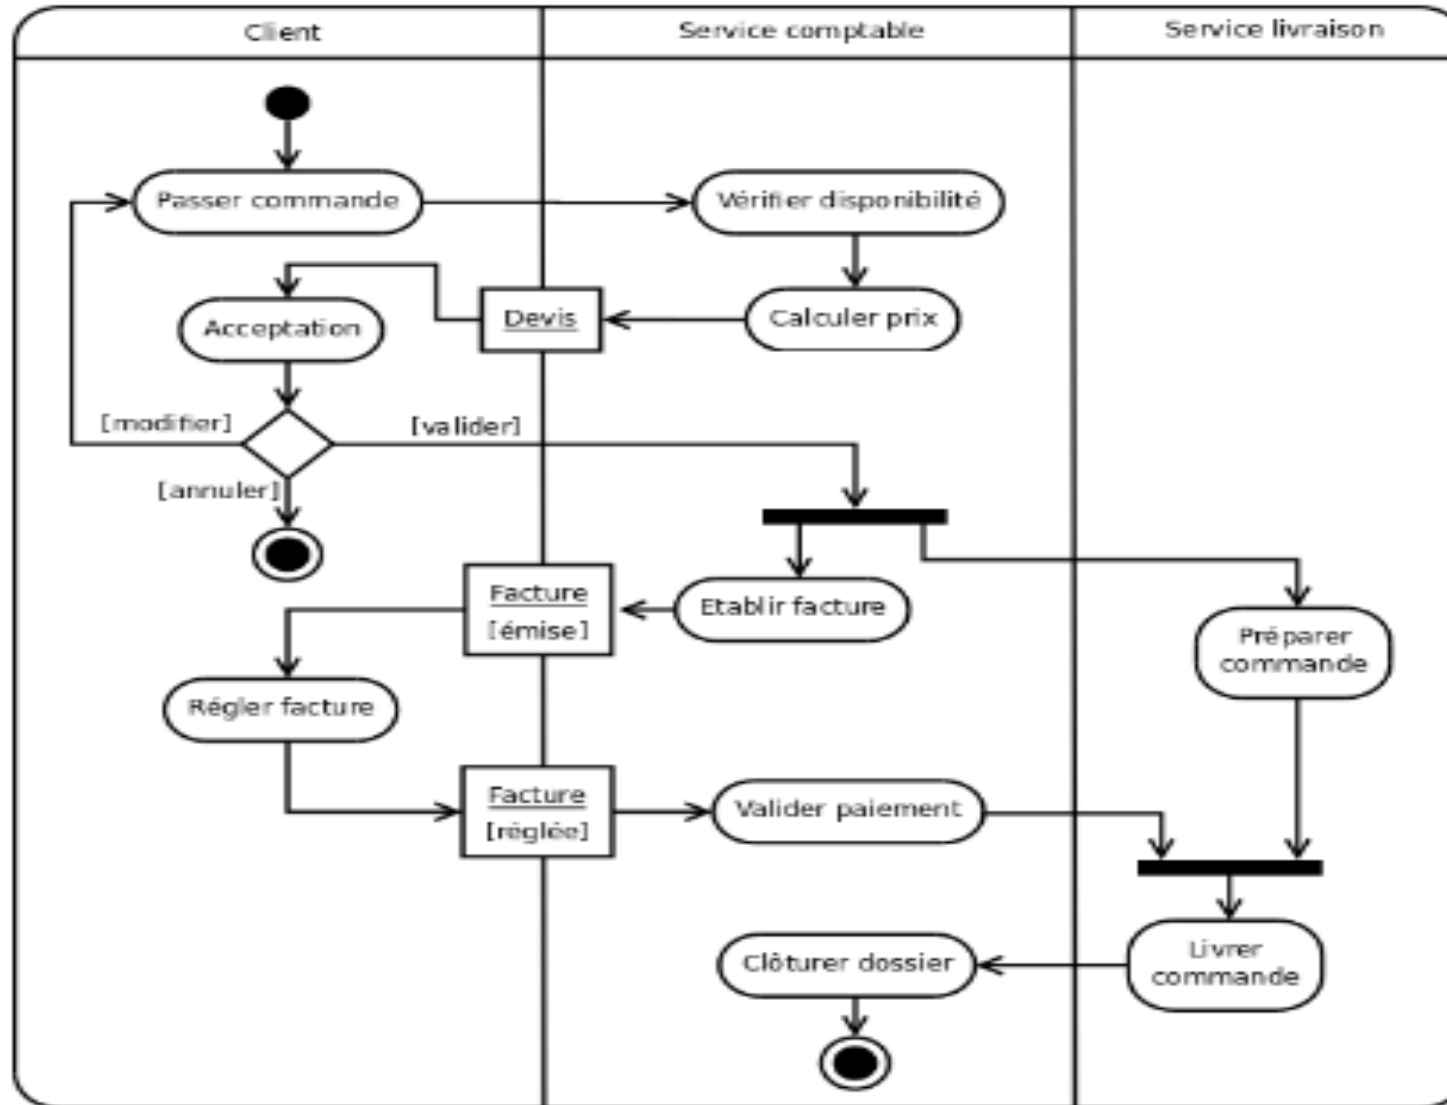 Client
Service comptable
Service livraison
Passer commande
Vérifier disponibilité
Acceptation
Devis
Calculer prix
[modifier]
[valider]
[annuler]
Facture
[émise]
Etablir facture
Préparer
commande
Régler facture
Facture
[réglée]
Valider paiement
Clôturer dossier
Livrer
commande